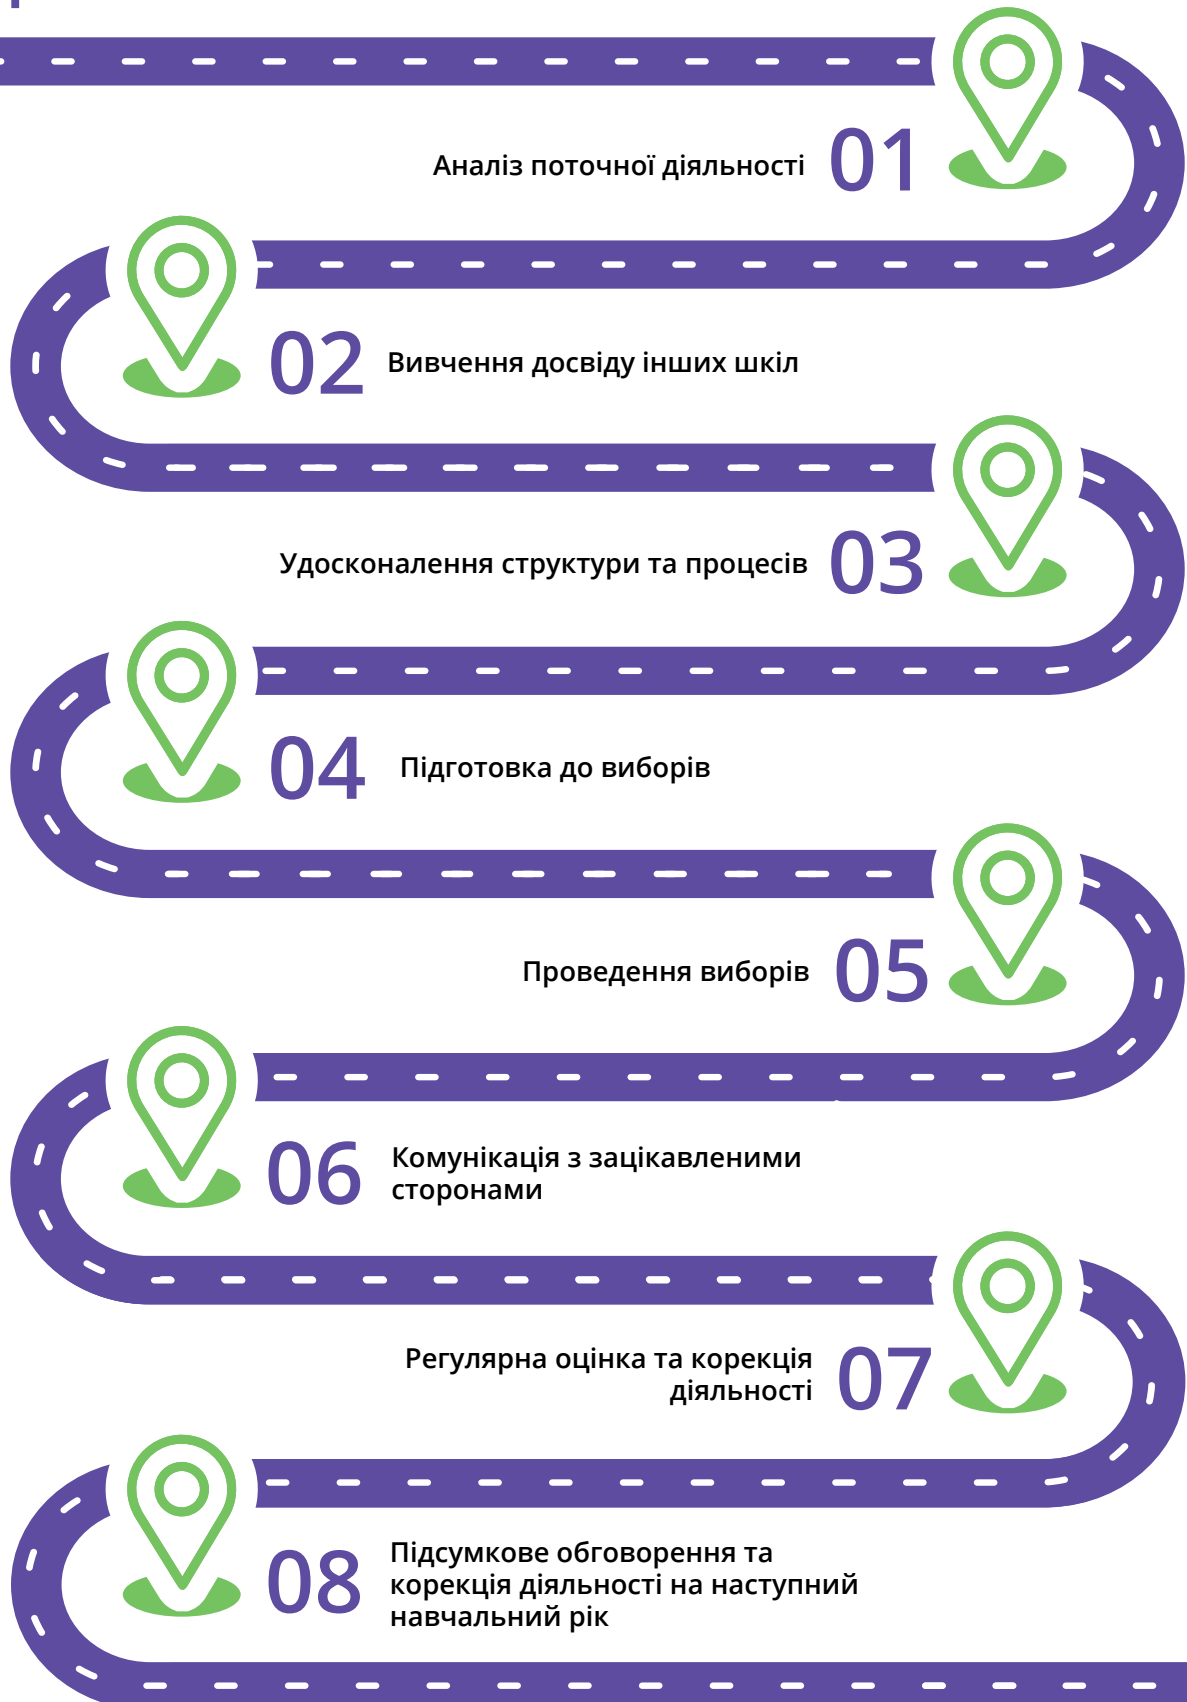 Аналіз поточної діяльності 01
02 Вивчення досвіду інших шкіл
Удосконалення структури та процесів 03
04 Підготовка до виборів
Проведення виборів 05
06 Комунікація з зацікавленими
сторонами
Регулярна оцінка та корекція 07
діяльності
08 Підсумкове обговорення та
корекція діяльності на наступний
навчальний рік